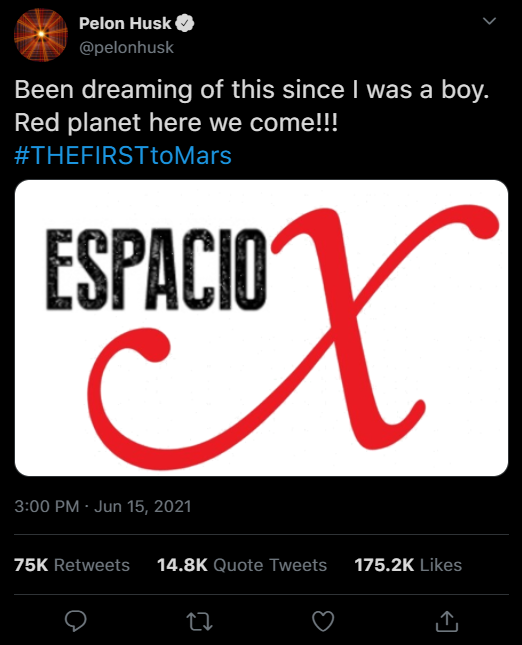 Pelon Husk
@pelonhusk
Been dreaming of this since I was a boy.
Red planet here we come!!!
#THEFIRSTtoMars
ESPACIO X
3:00 PM · Jun 15, 2021
75K Retweets 14.8K Quote Tweets 175.2K Likes